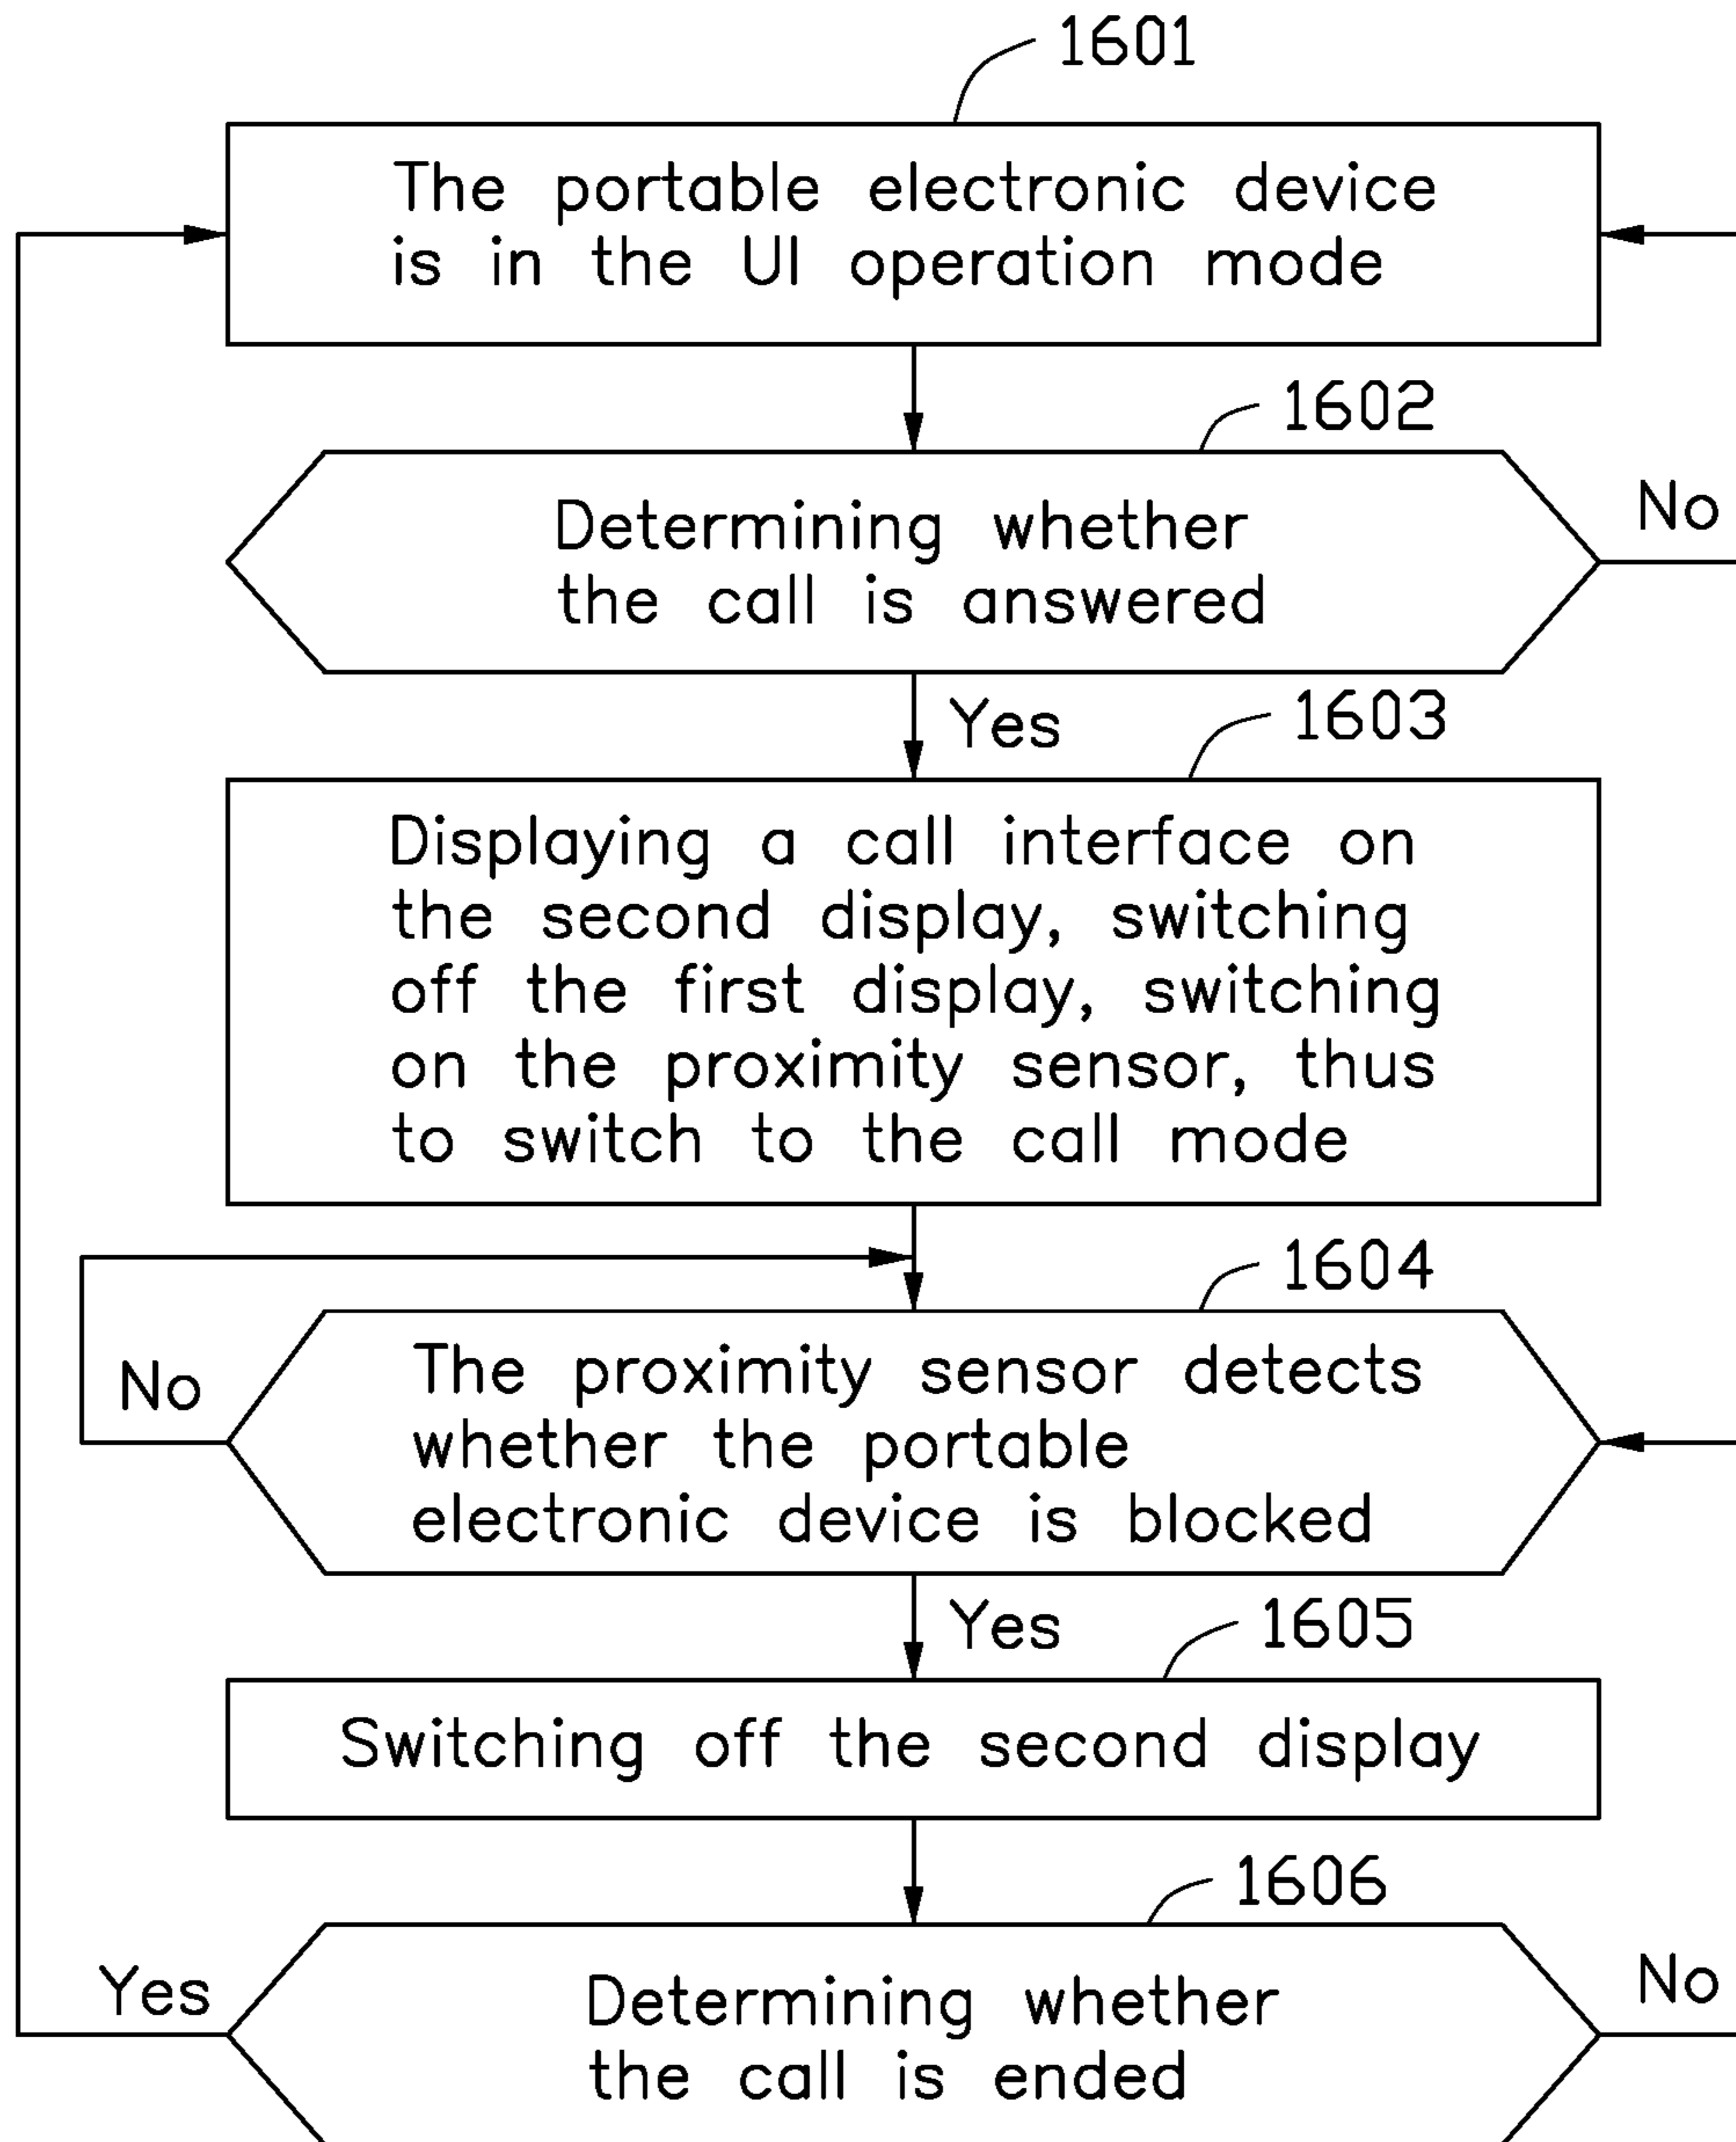 1601
The portable electronic device
is in the UI operation mode
1602
No
Determining whether
the call is answered
Yes
1603
Displaying a call interface on
the second display, switching
off the first display, switching
on the proximity sensor, thus
to switch to the call mode
1604
No
The proximity sensor detects
whether the portable
electronic device is blocked
Yes
1605
Switching off the second display
1606
Yes
No
Determining whether
the call is ended